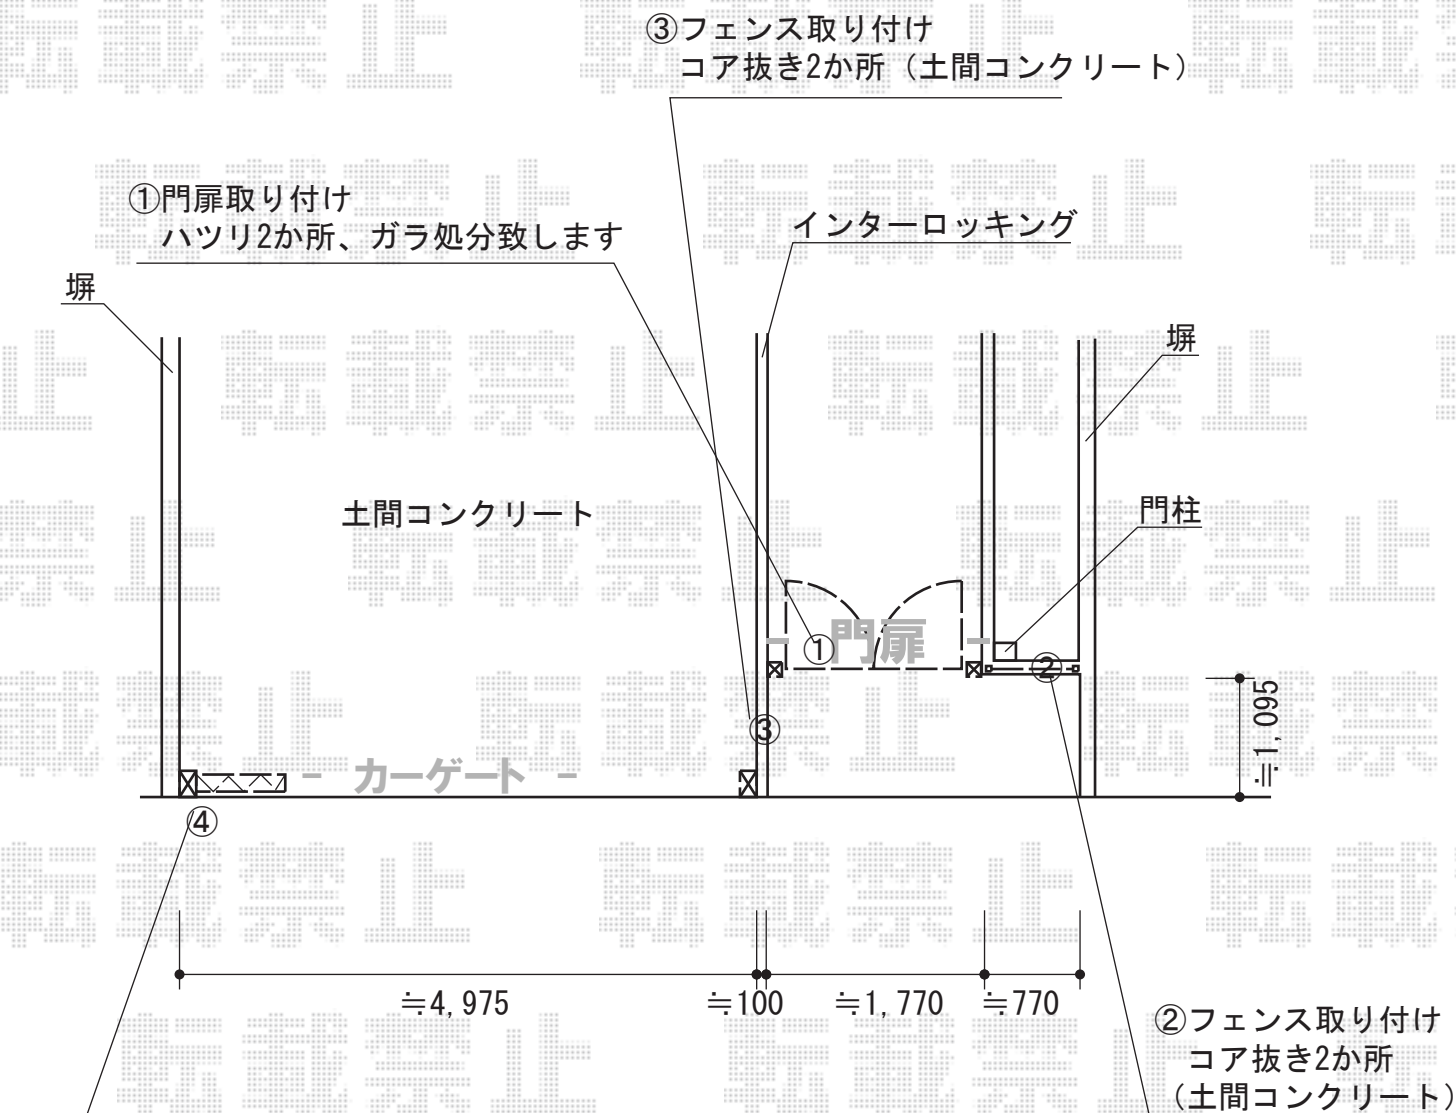 ③フェンス取り付け
コア抜き2か所（土間コンクリート）
①門扉取り付け
ハツリ2か所、ガラ処分致します
インターロッキング
塀
塀
土間コンクリート
門柱
① - 門扉 -
②
③
≒1,095
- カーゲート -
④
≒4,975
≒100
≒1,770
≒770
②フェンス取り付け
コア抜き2か所
（土間コンクリート）
転載禁止